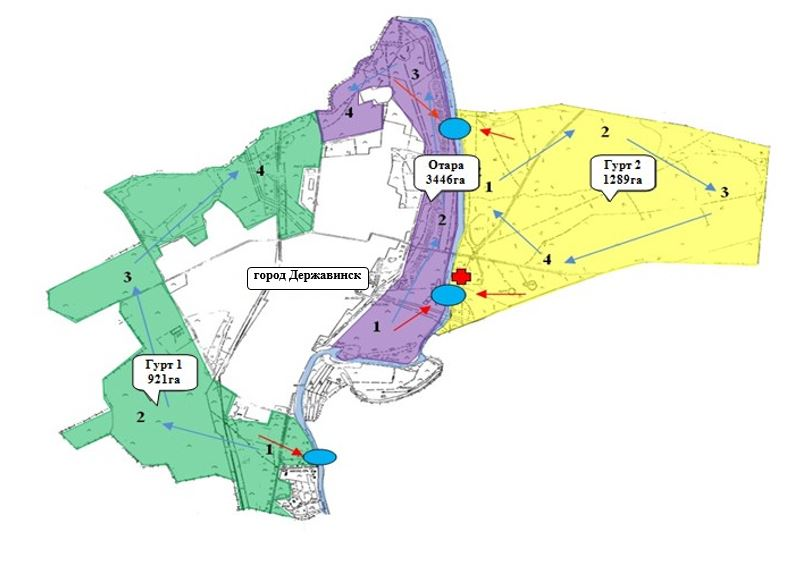 3
4
2
Отара
3446га
Гурт 2
1289га
1
4
3
2
3
город Державинск
4
1
Гурт 1
921га
2
1